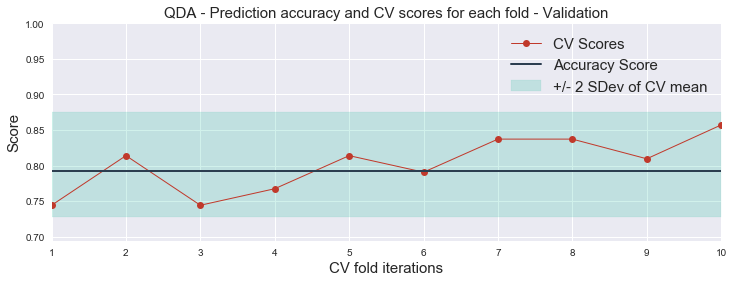 QDA - Prediction accuracy and CV scores for each fold - Validation
1.00
0.95
0.90
0.85
0.80
0.75
0.70
Score
CV Scores
Accuracy Score
+/- 2 SDev of CV mean
1 2 3 4 5 6 7 8 9 10
CV fold iterations